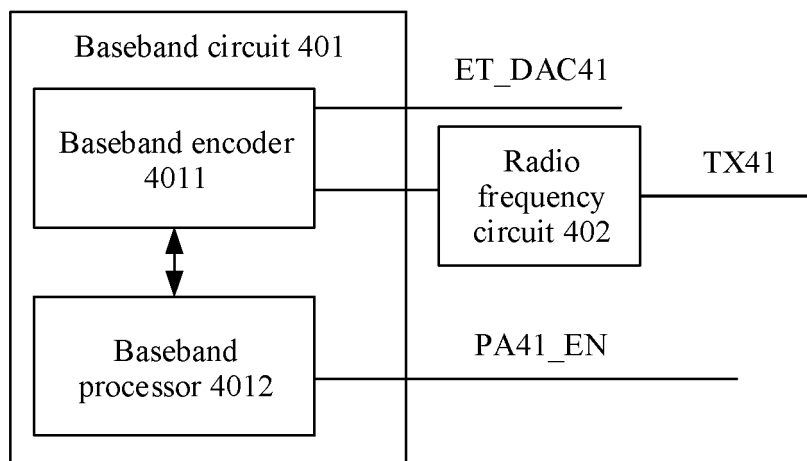 Baseband circuit 401
ET_DAC41
Baseband encoder
4011
Radio
frequency
circuit 402
TX41
Baseband
processor 4012
PA41_EN